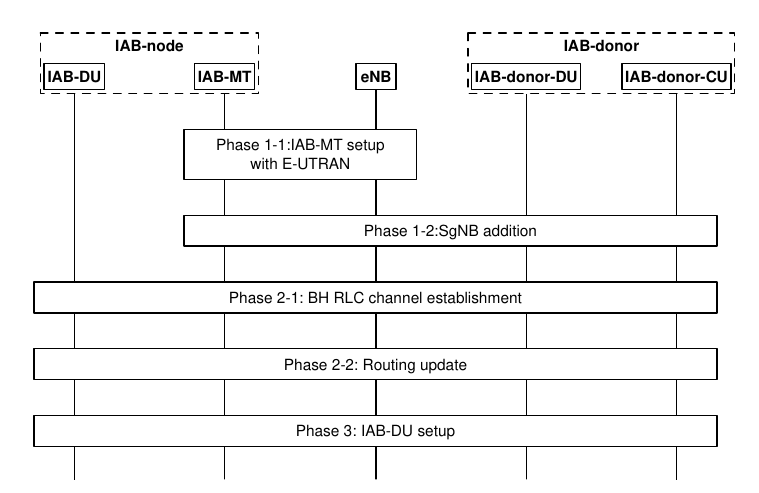 IAB-node
IAB-donor
IAB-DU
IAB-MT
eNB
IAB-donor-DU
IAB-donor-CU
Phase 1-1:IAB-MT setup
with E-UTRAN
Phase 1-2:SgNB addition
Phase 2-1: BH RLC channel establishment
Phase 2-2: Routing update
Phase 3: IAB-DU setup